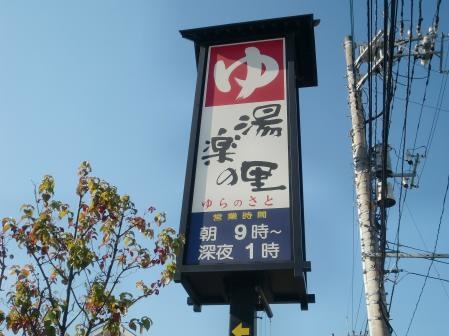 ゆ
湯
楽の里
ゆらのさと
営業時間
朝 9時~
深夜 1時